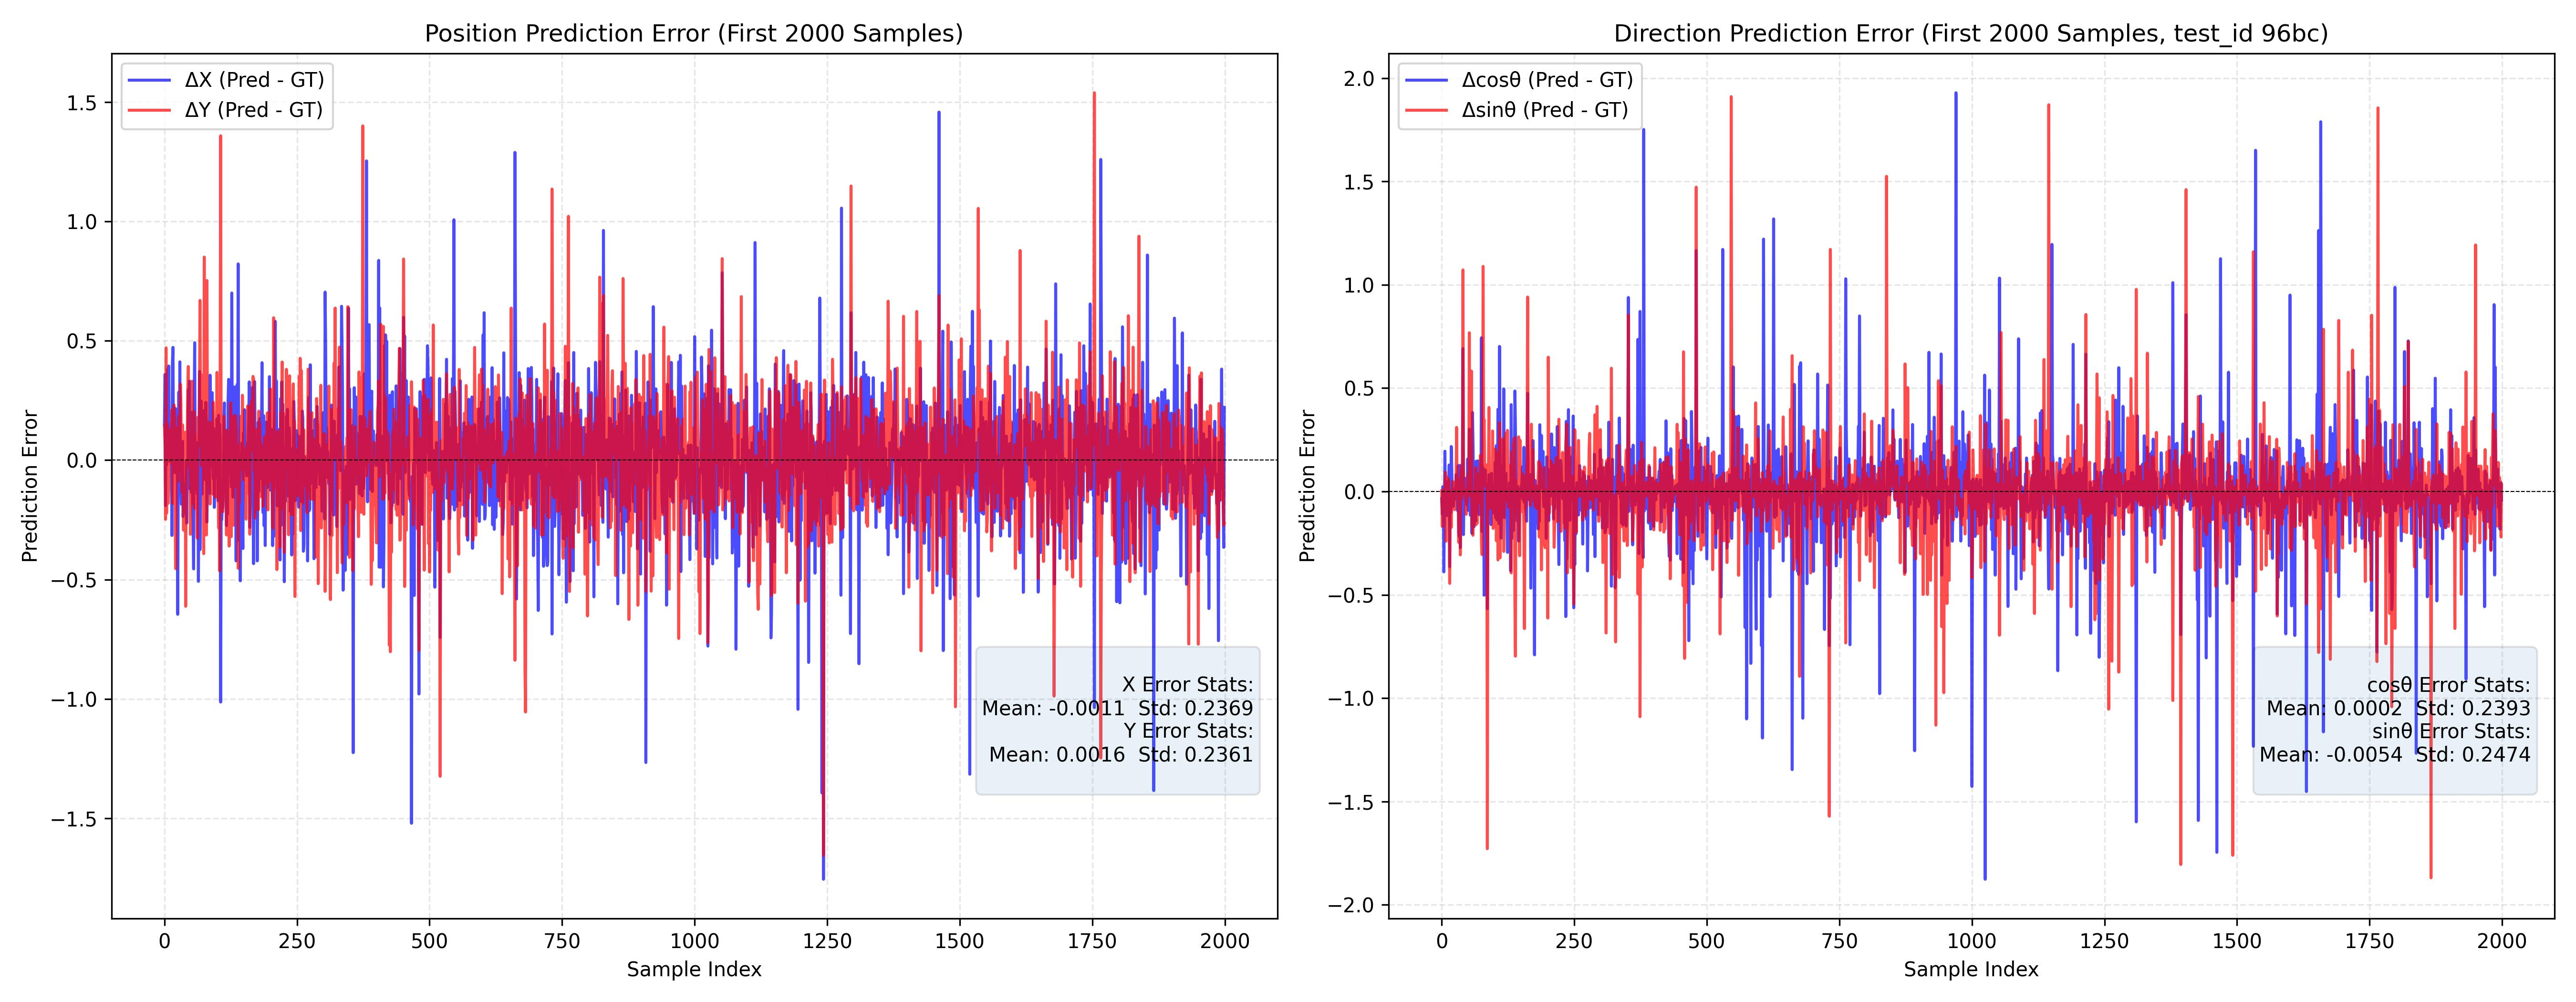 Position Prediction Error (First 2000 Samples)
ΔX (Pred - GT)
ΔY (Pred - GT)
Prediction Error
1.5
1.0
0.5
0.0
−0.5
−1.0
−1.5
X Error Stats:
Mean: -0.0011 Std: 0.2369
Y Error Stats:
Mean: 0.0016 Std: 0.2361
0 250 500 750 1000 1250 1500 1750 2000
Sample Index
Direction Prediction Error (First 2000 Samples, test_id 96bc)
Δcosθ (Pred - GT)
Δsinθ (Pred - GT)
Prediction Error
2.0
1.5
1.0
0.5
0.0
−0.5
−1.0
−1.5
−2.0
cosθ Error Stats:
Mean: 0.0002 Std: 0.2393
sinθ Error Stats:
Mean: -0.0054 Std: 0.2474
0 250 500 750 1000 1250 1500 1750 2000
Sample Index